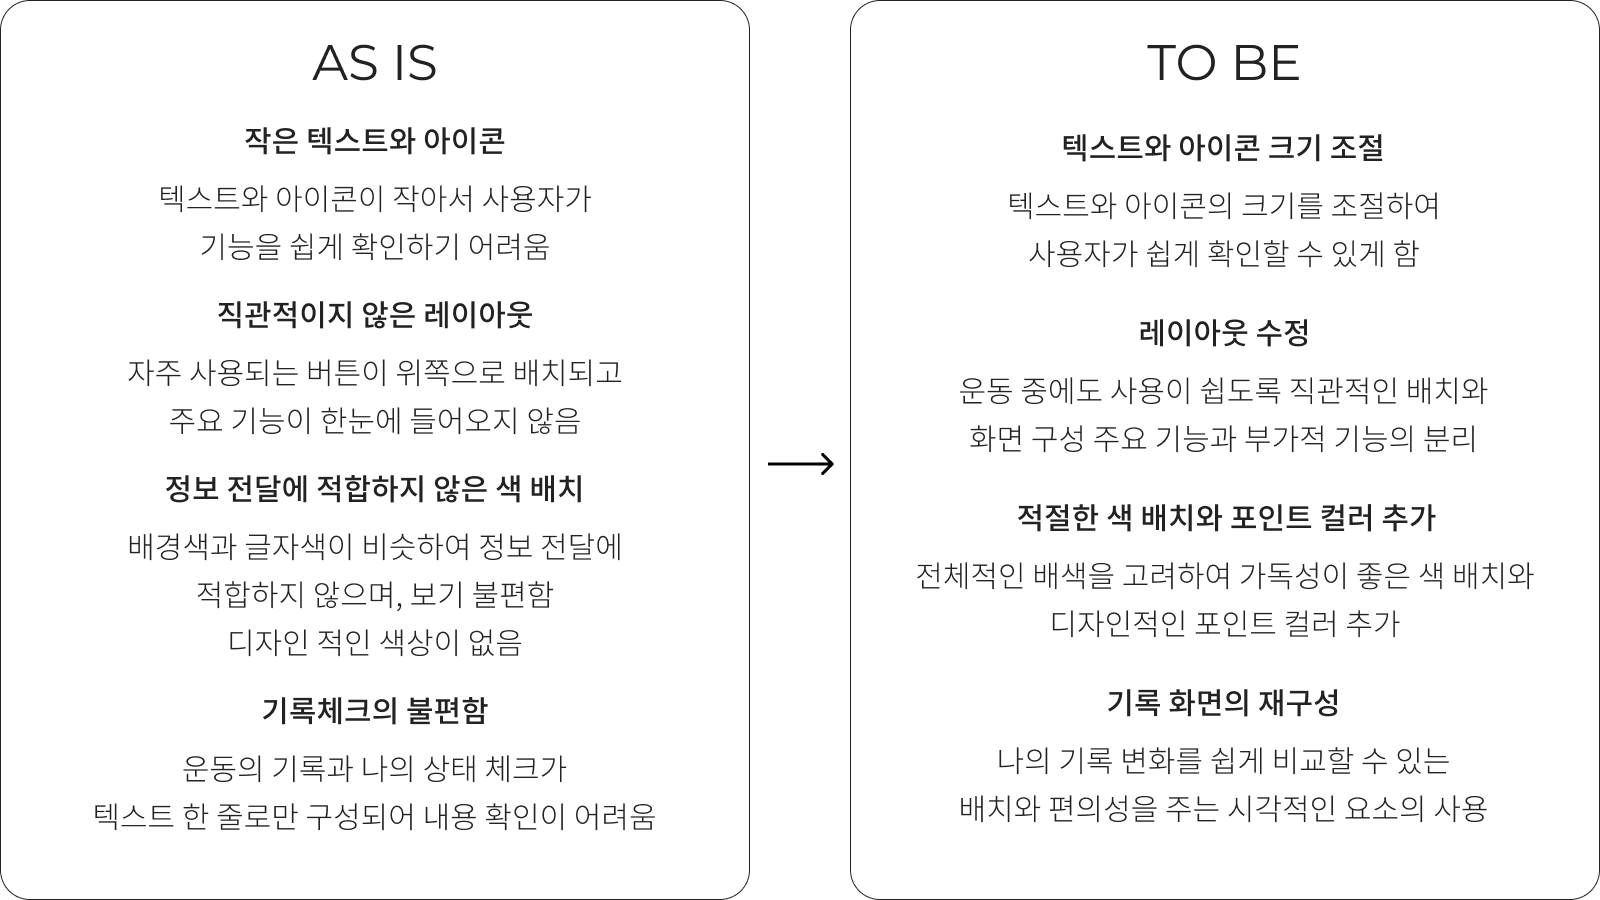 AS IS
작은 텍스트와 아이콘
텍스트와 아이콘이 작아서 사용자가
기능을 쉽게 확인하기 어려움
직관적이지 않은 레이아웃
자주 사용되는 버튼이 위쪽으로 배치되고
주요 기능이 한눈에 들어오지 않음
정보 전달에 적합하지 않은 색 배치
배경색과 글자색이 비슷하여 정보 전달에
적합하지 않으며, 보기 불편함
디자인 적인 색상이 없음
기록체크의 불편함
운동의 기록과 나의 상태 체크가
텍스트 한 줄로만 구성되어 내용 확인이 어려움
TO BE
텍스트와 아이콘 크기 조절
텍스트와 아이콘의 크기를 조절하여
사용자가 쉽게 확인할 수 있게 함
레이아웃 수정
운동 중에도 사용이 쉽도록 직관적인 배치와
화면 구성 주요 기능과 부가적 기능의 분리
적절한 색 배치와 포인트 컬러 추가
전체적인 배색을 고려하여 가독성이 좋은 색 배치와
디자인적인 포인트 컬러 추가
기록 화면의 재구성
나의 기록 변화를 쉽게 비교할 수 있는
배치와 편의성을 주는 시각적인 요소의 사용